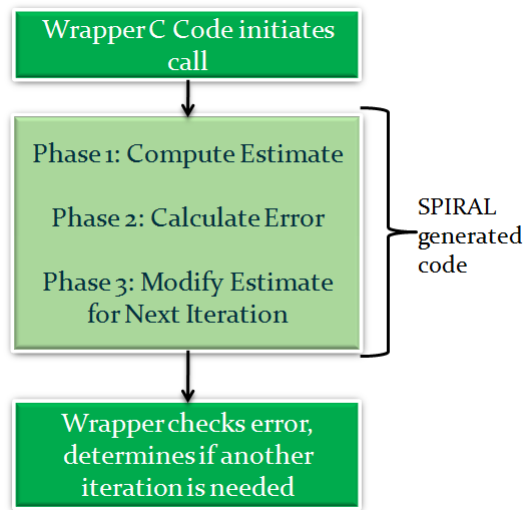 Wrapper C Code initiates
call
Phase 1: Compute Estimate
Phase 2: Calculate Error
Phase 3: Modify Estimate
for Next Iteration
SPIRAL
generated
code
Wrapper checks error,
determines if another
iteration is needed